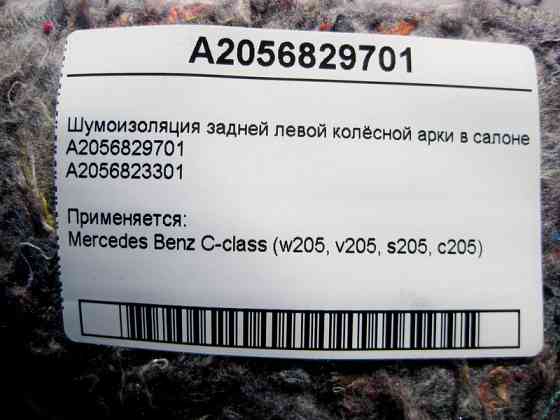 A2056829701
Шумоизоляция задней левой колёсной арки в салоне
A2056829701
A2056823301
Применяется:
Mercedes Benz C-class (w205, v205, s205, c205)